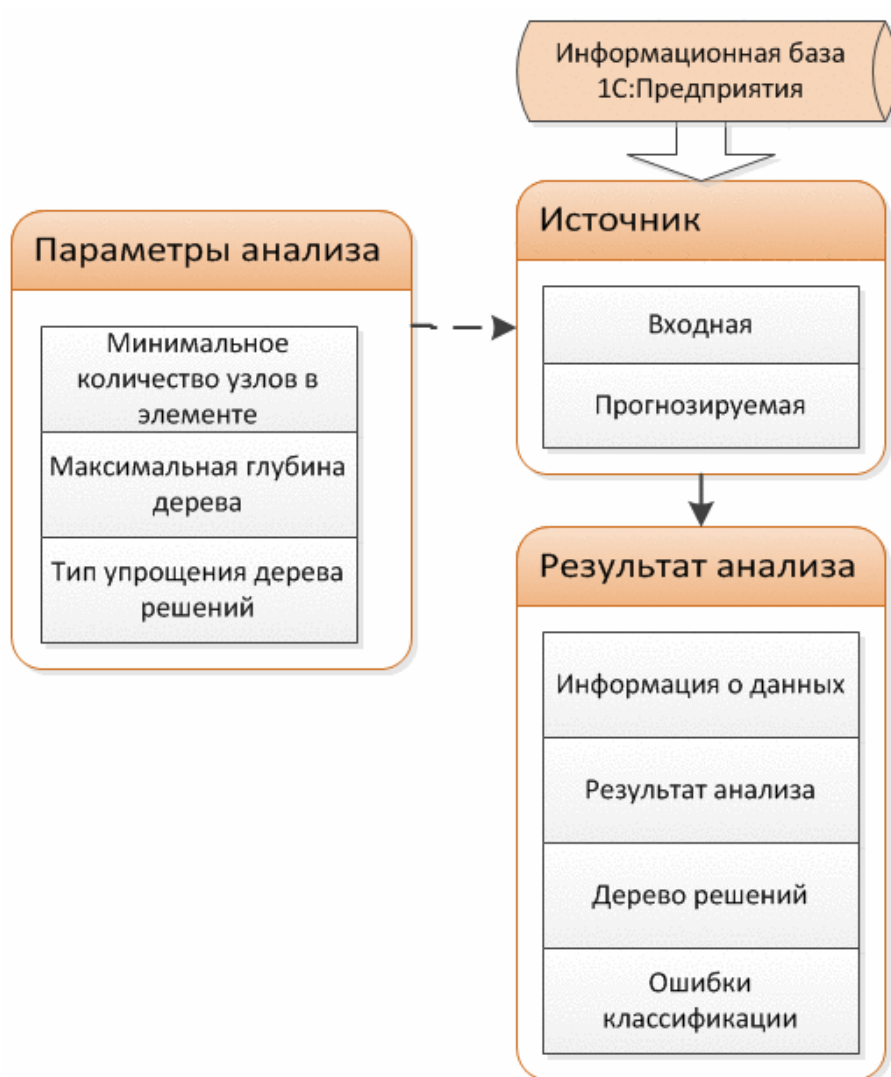 Информационная база
1С:Предприятия
Источник
Входная
Прогнозируемая
Параметры анализа
Минимальное
количество узлов в
элементе
Максимальная глубина
дерева
Тип упрощения дерева
решений
Результат анализа
Информация о данных
Результат анализа
Дерево решений
Ошибки
классификации